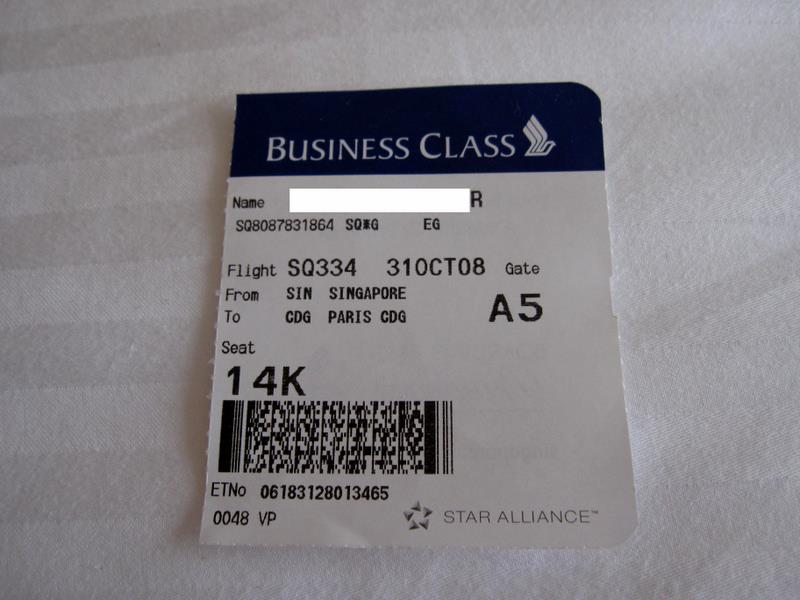 BUSINESS CLASS
Name R
SQ8087831864 SQ*G EG
Flight SQ334 31OCT08 Gate
From SIN SINGAPORE
A5
To CDG PARIS CDG
Seat
14K
ETNo 06183128013465
0048 VP
STAR ALLIANCE™